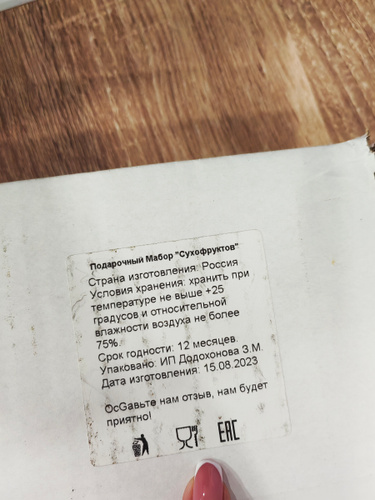 Подарочный Мабор "Сухофруктов"
Страна изготовления: Россия
Условия хранения: хранить при
температуре не выше +25
градусов и относительной
влажности воздуха не более
75%.
Срок годности: 12 месяцев.
Упаковано: ИП Додохонова З.М.
Дата изготовления: 15.08.2023
ОсGавьте нам отзыв, нам будет
приятно!
EAC